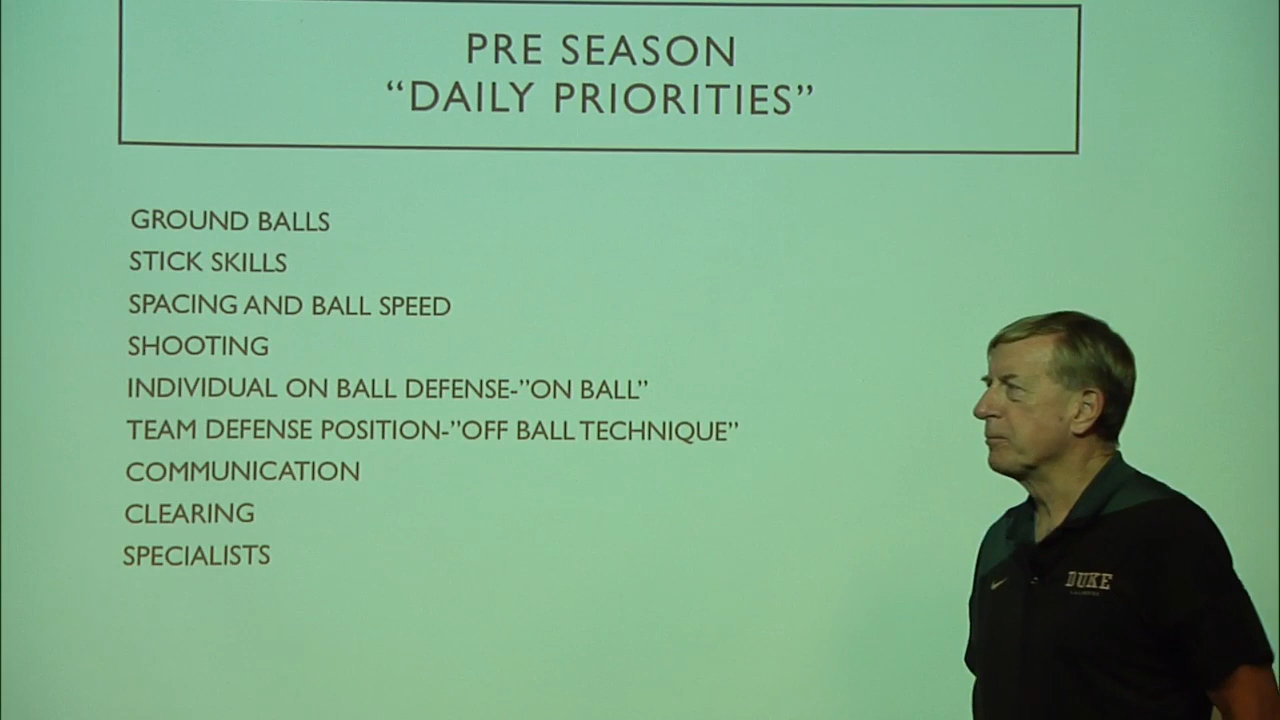 PRE SEASON
“DAILY PRIORITIES”
GROUND BALLS
STICK SKILLS
SPACING AND BALL SPEED
SHOOTING
INDIVIDUAL ON BALL DEFENSE-”ON BALL”
TEAM DEFENSE POSITION-”OFF BALL TECHNIQUE”
COMMUNICATION
CLEARING
SPECIALISTS
DUKE